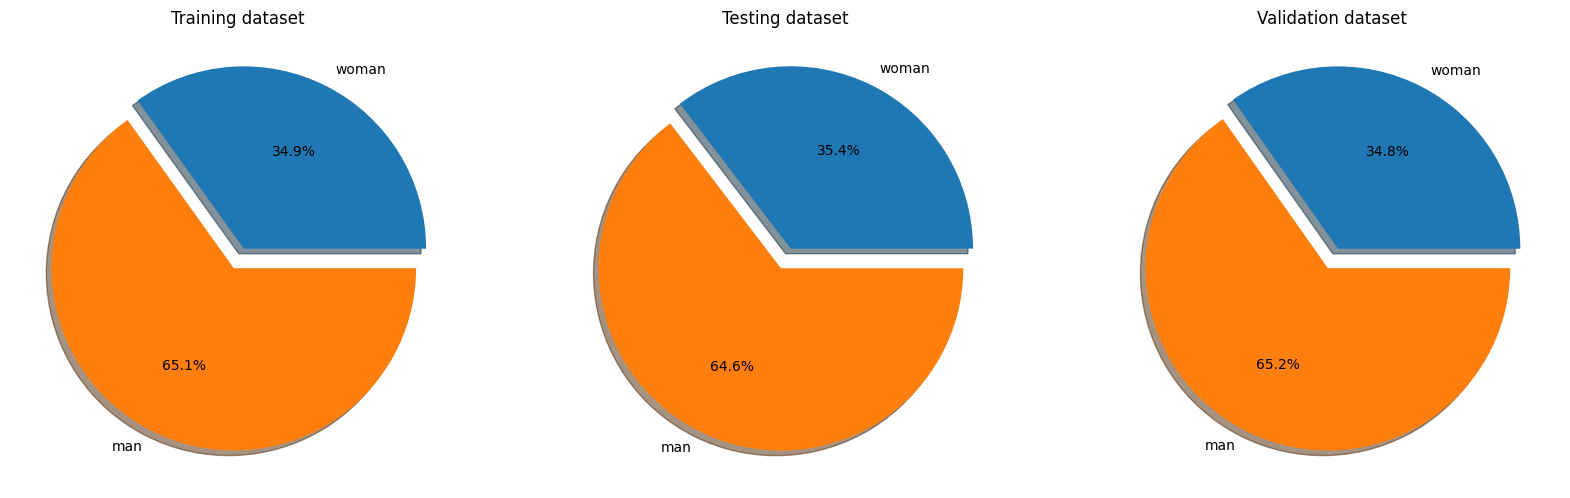 Training dataset
woman
34.9%
65.1%
man
Testing dataset
woman
35.4%
64.6%
man
Validation dataset
woman
34.8%
65.2%
man